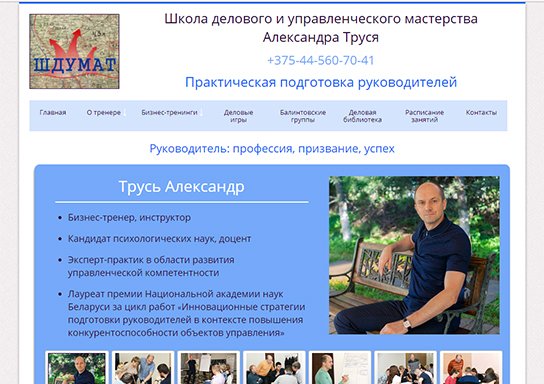 Школа делового и управленческого мастерства
Александра Труся
ШДУМАТ
+375-44-560-70-41
Практическая подготовка руководителей
Главная
О тренере
Бизнес-тренинги
Деловые
игры
Балинтовские
группы
Деловая
библиотека
Расписание
занятий
Контакты
Руководитель: профессия, призвание, успех
Трусь Александр
Бизнес-тренер, инструктор
Кандидат психологических наук, доцент
Эксперт-практик в области развития
управленческой компетентности
Лауреат премии Национальной академии наук
Беларуси за цикл работ «Инновационные стратегии
подготовки руководителей в контексте повышения
конкурентоспособности объектов управления»